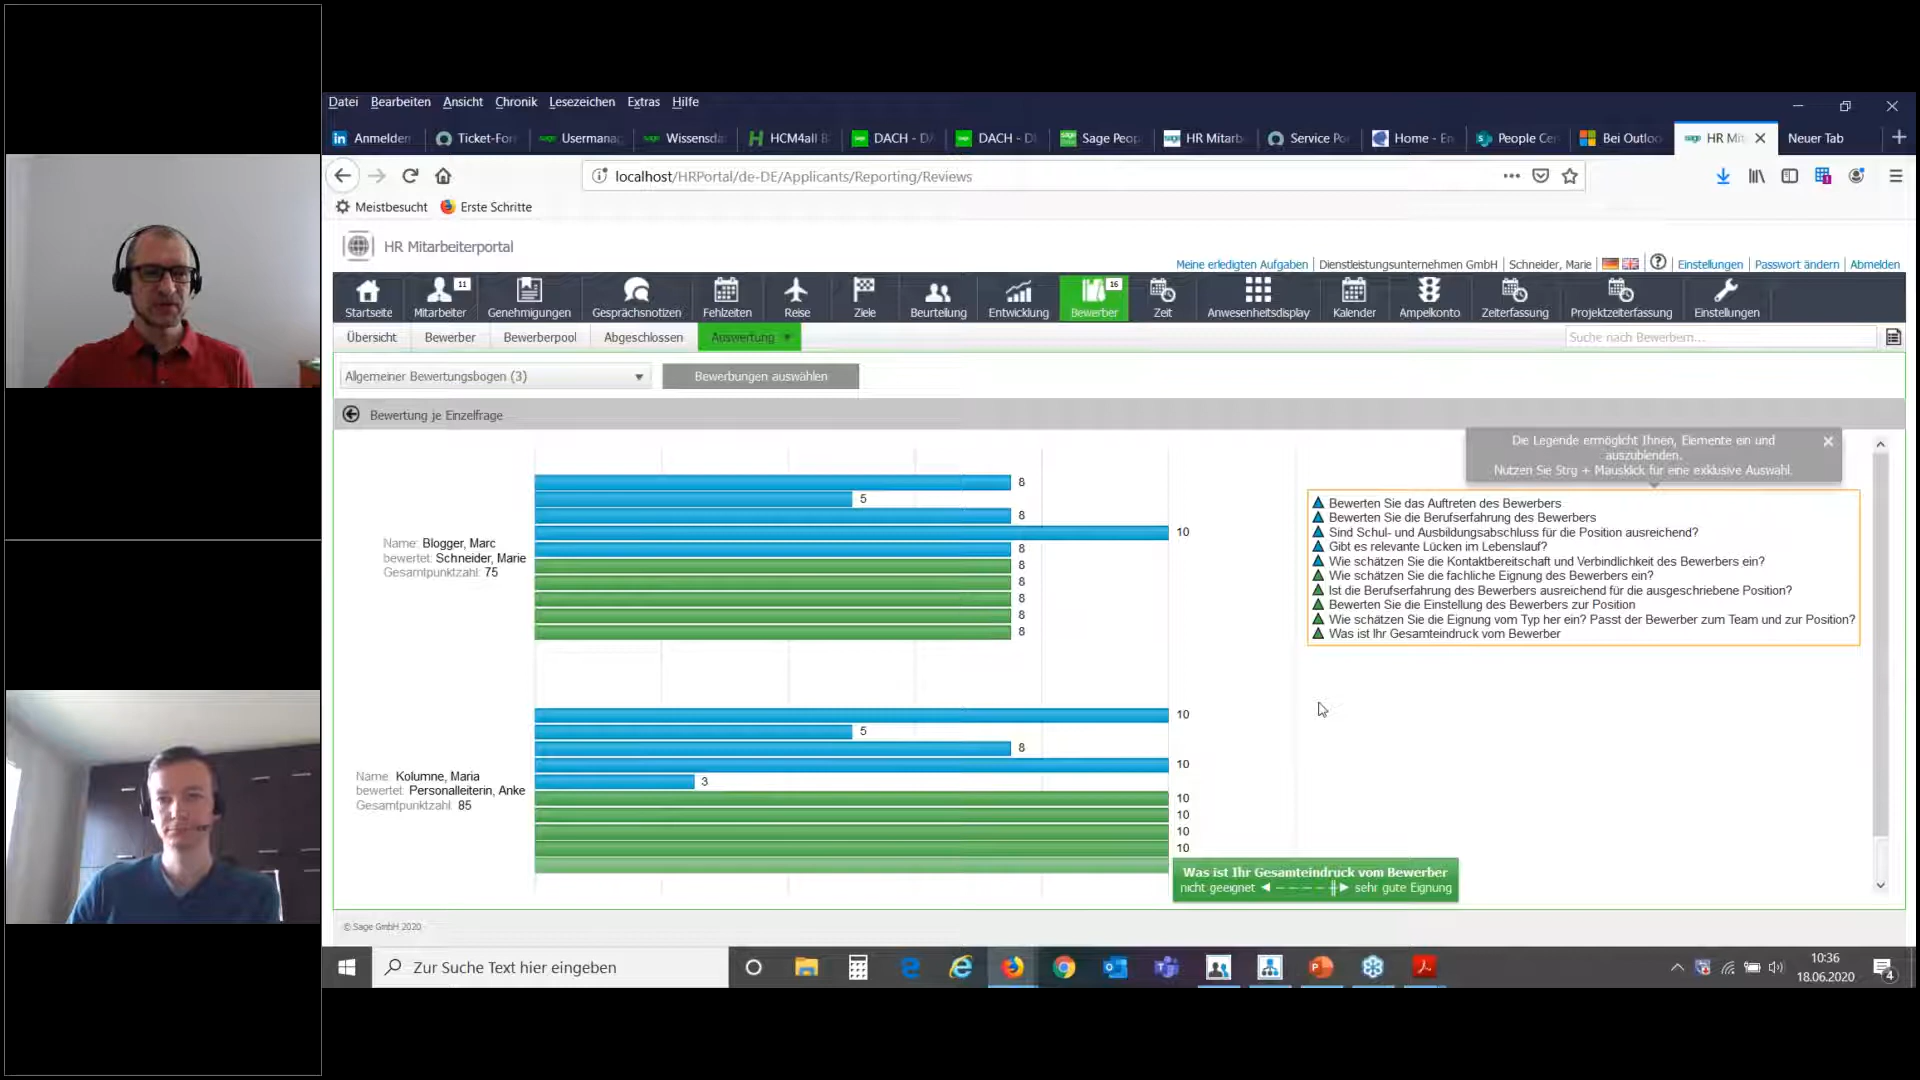 Datei Bearbeiten Ansicht Chronik Lesezeichen Extras Hilfe
Anmelden Ticket-For Usermana Wissensda HCM4all B DACH - DA DACH - D Sage Peop HR Mitarb Service Po Home - En People Cen Bei Outloo HR Mit Neuer Tab
localhost/HRPortal/de-DE/Applicants/Reporting/Reviews
Meistbesucht Erste Schritte
HR Mitarbeiterportal
Meine erledigten Aufgaben | Dienstleistungsunternehmen GmbH | Schneider, Marie | Einstellungen | Passwort ändern | Abmelden
11 16
Startseite Mitarbeiter Genehmigungen Gesprächsnotizen Fehlzeiten Reise Ziele Beurteilung Entwicklung Bewerber Zeit Anwesenheitsdisplay Kalender Ampelkonto Zeiterfassung Projektzeiterfassung Einstellungen
Übersicht Bewerber Bewerberpool Abgeschlossen Auswertung Suche nach Bewerbern...
Allgemeiner Bewertungsbogen (3) Bewerbungen auswählen
Bewertung je Einzelfrage
Die Legende ermöglicht Ihnen, Elemente ein und
auszublenden.
Nutzen Sie Strg + Mausklick für eine exklusive Auswahl.
Name: Blogger, Marc
bewertet: Schneider, Marie
Gesamtpunktzahl: 75
8
5
8
10
8
8
8
8
8
8
Bewerten Sie das Auftreten des Bewerbers
Bewerten Sie die Berufserfahrung des Bewerbers
Sind Schul- und Ausbildungsabschluss für die Position ausreichend?
Gibt es relevante Lücken im Lebenslauf?
Wie schätzen Sie die Kontaktbereitschaft und Verbindlichkeit des Bewerbers ein?
Wie schätzen Sie die fachliche Eignung des Bewerbers ein?
Ist die Berufserfahrung des Bewerbers ausreichend für die ausgeschriebene Position?
Bewerten Sie die Einstellung des Bewerbers zur Position
Wie schätzen Sie die Eignung vom Typ her ein? Passt der Bewerber zum Team und zur Position?
Was ist Ihr Gesamteindruck vom Bewerber
Name: Kolumne, Maria
bewertet: Personalleiterin, Anke
Gesamtpunktzahl: 85
10
5
8
10
3
10
10
10
10
Was ist Ihr Gesamteindruck vom Bewerber
nicht geeignet sehr gute Eignung
© Sage GmbH 2020
Zur Suche Text hier eingeben
10:36
18.06.2020
4